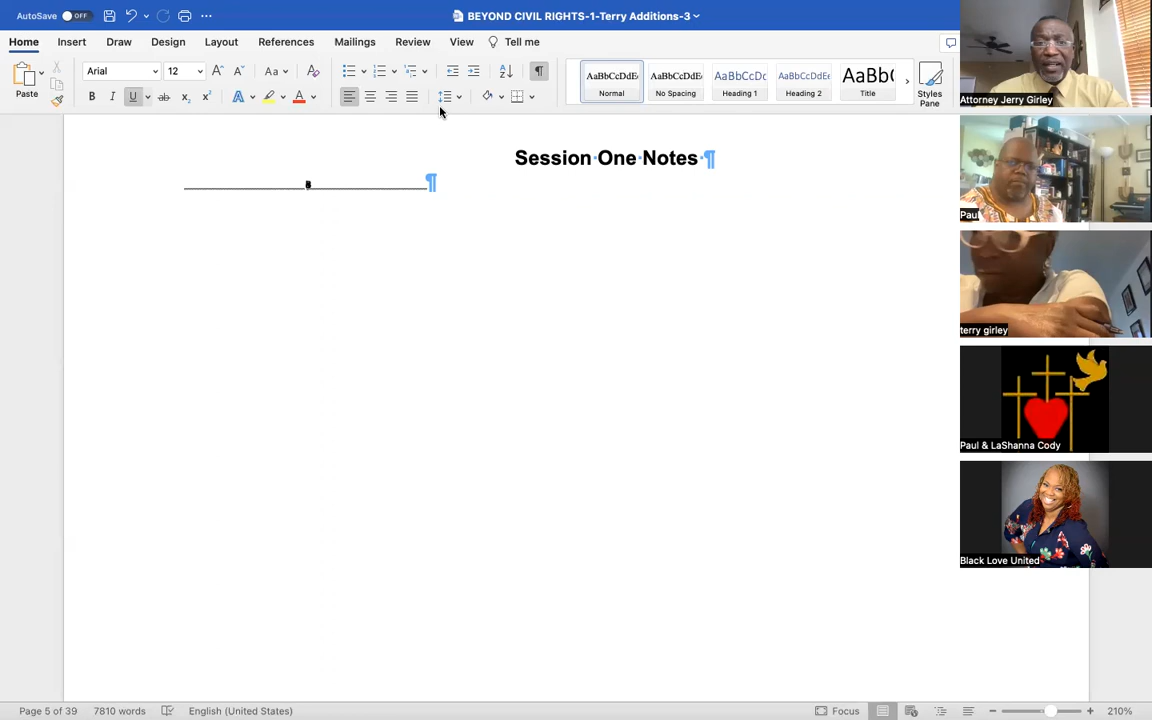 AutoSave OFF
BEYOND CIVIL RIGHTS-1-Terry Additions-3
Home Insert Draw Design Layout References Mailings Review View Tell me
Paste
Arial 12
AaBbCcDdE AaBbCcDdE AaBbCcDc AaBbCcDdEe AaBb(
Normal No Spacing Heading 1 Heading 2 Title
Styles Pane
Attorney Jerry Girley
Session One Notes
Paul
terry girley
Paul & LaShanna Cody
Black Love United
Page 5 of 39 7810 words English (United States) Focus 210%